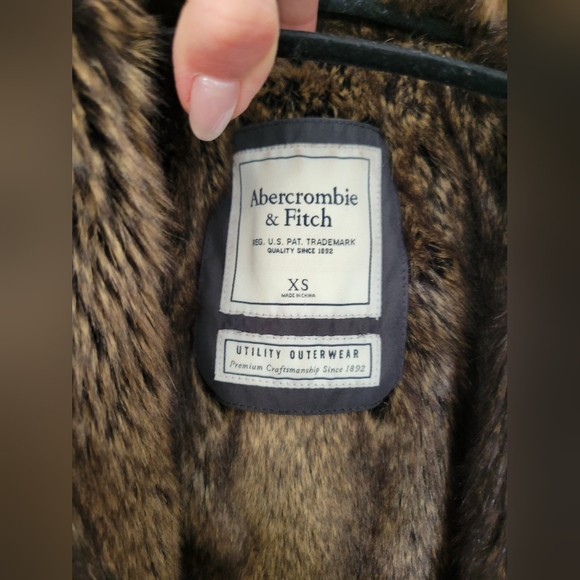 Abercrombie
& Fitch
REG. U.S. PAT. TRADEMARK
QUALITY SINCE 1892
XS
MADE IN CHINA
UTILITY OUTERWEAR
Premium Craftsmanship Since 1892